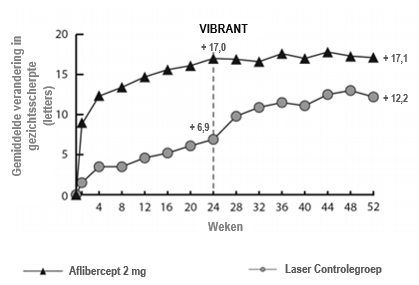 VIBRANT
Gemiddelde verandering in
gezichtsscherpte
(letters)
20
15
10
5
0
+ 17,0
+ 6,9
+ 17,1
+ 12,2
4 8 12 16 20 24 28 32 36 40 44 48 52
Weken
Aflibercept 2 mg
Laser Controlegroep